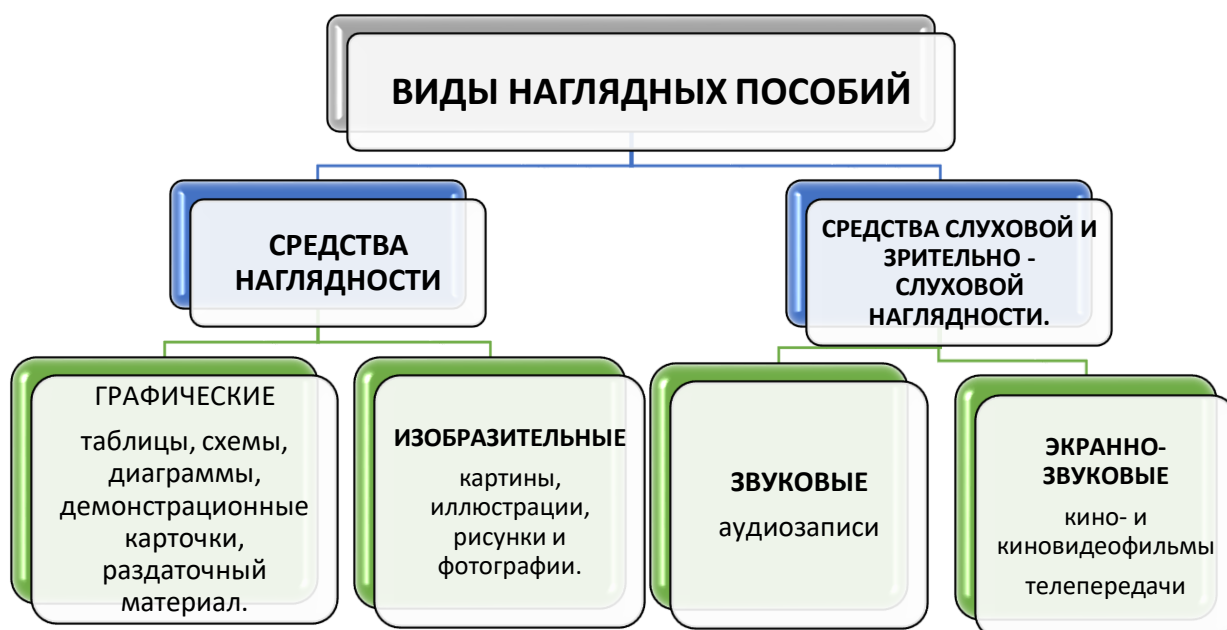 ВИДЫ НАГЛЯДНЫХ ПОСОБИЙ
СРЕДСТВА
НАГЛЯДНОСТИ
СРЕДСТВА СЛУХОВОЙ И
ЗРИТЕЛЬНО -
СЛУХОВОЙ
НАГЛЯДНОСТИ.
ГРАФИЧЕСКИЕ
таблицы, схемы,
диаграммы,
демонстрационные
карточки,
раздаточный
материал.
ИЗОБРАЗИТЕЛЬНЫЕ
картины,
иллюстрации,
рисунки и
фотографии.
ЗВУКОВЫЕ
аудиозаписи
ЭКРАННО-
ЗВУКОВЫЕ
кино- и
киновидеофильмы
телепередачи